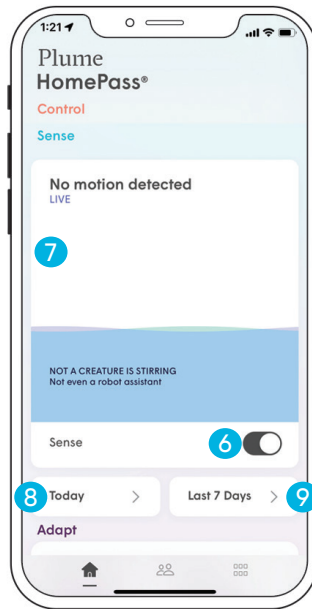 1:21
Plume
HomePass®
Control
Sense
No motion detected
LIVE
7
NOT A CREATURE IS STIRRING
Not even a robot assistant
Sense
6
8
Today
Last 7 Days
9
Adapt